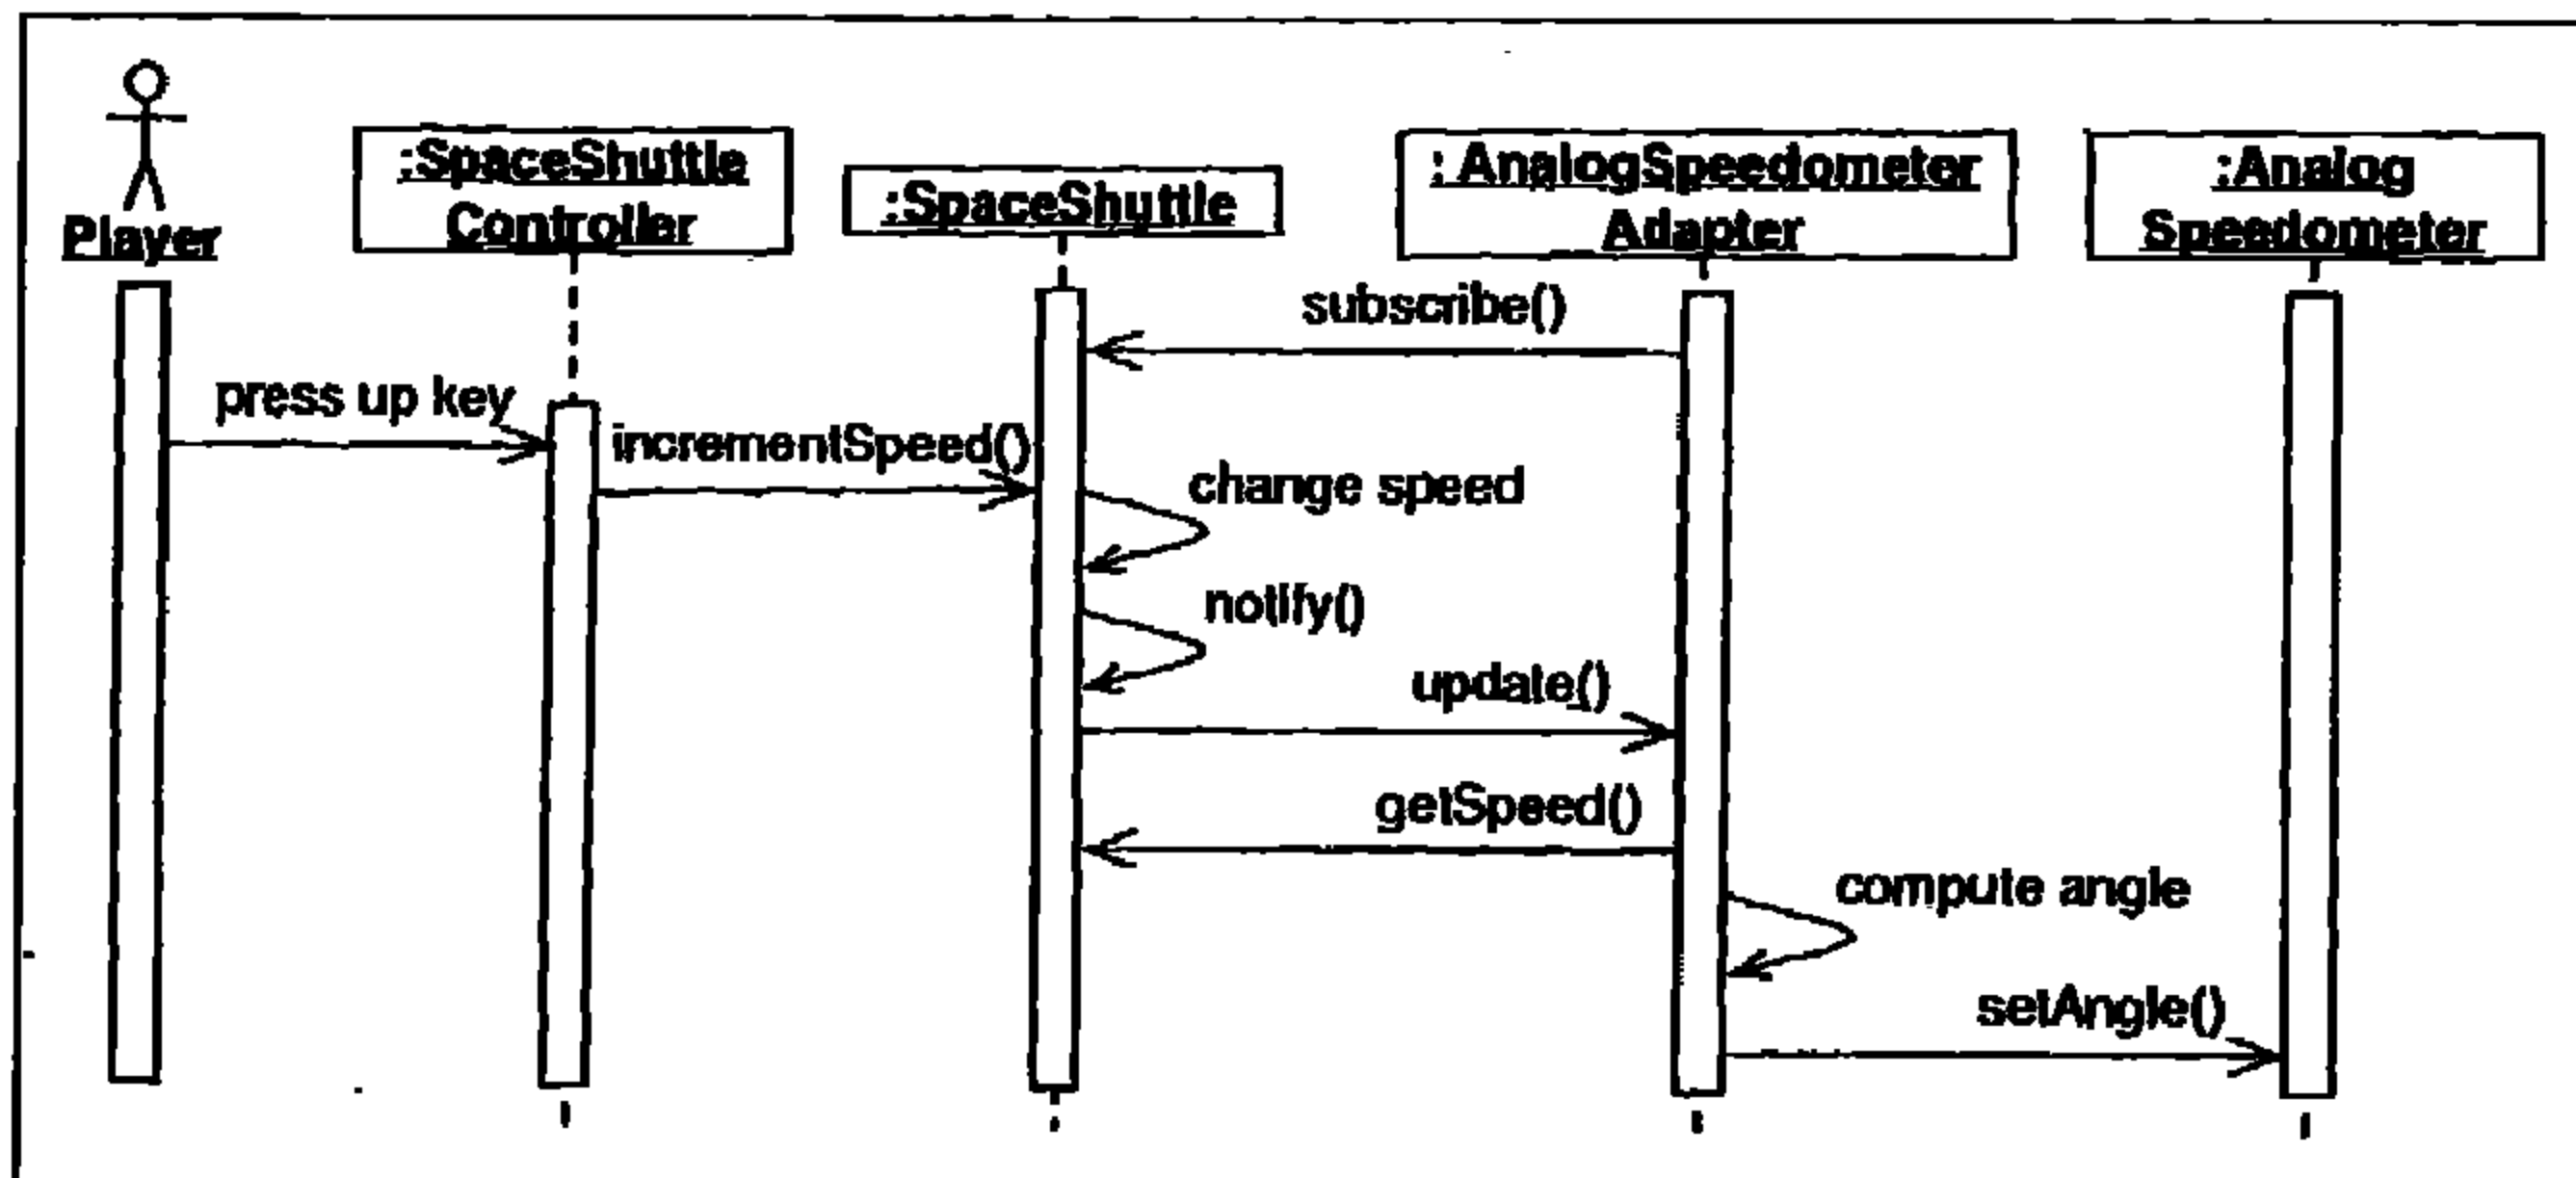 Player
:SpaceShuttle
Controller
:SpaceShuttle
: AnalogSpeedometer
Adapter
:Analog
Speedometer
subscribe()
press up key
incrementSpeed()
change speed
notify()
update()
getSpeed()
compute angle
setAngle()